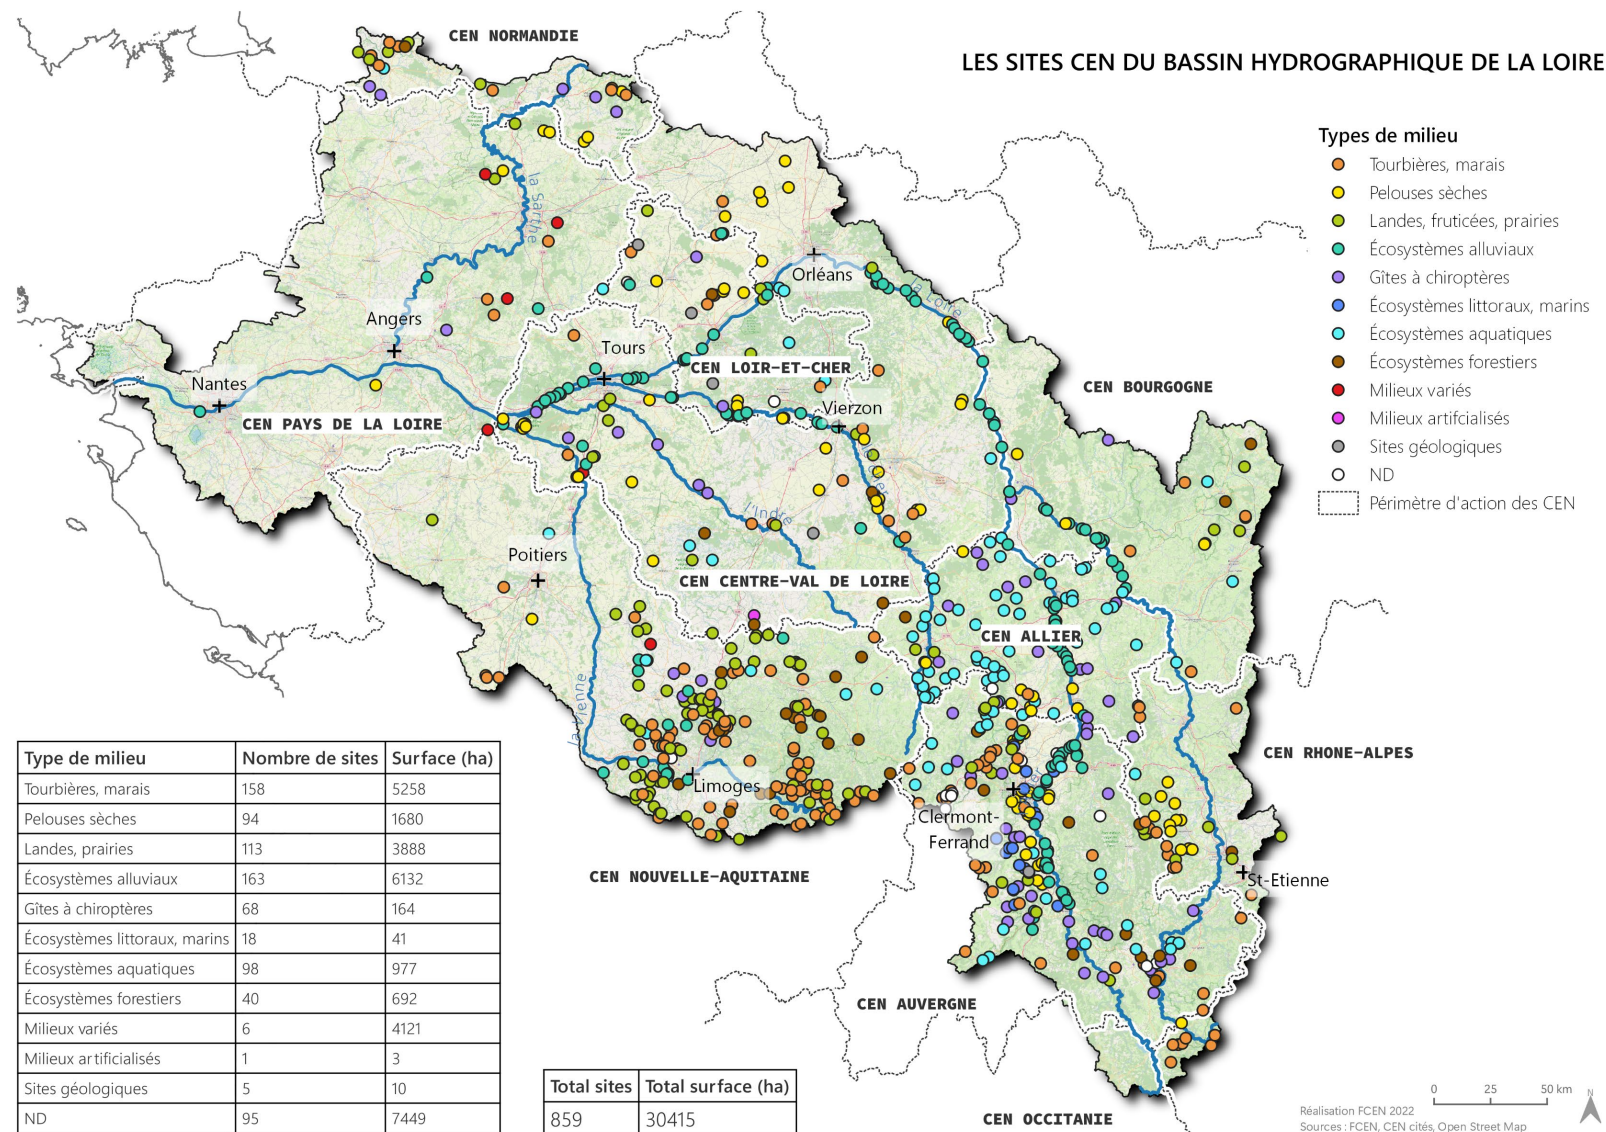 CEN NORMANDIE
LES SITES CEN DU BASSIN HYDROGRAPHIQUE DE LA LOIRE
Types de milieu
Tourbières, marais
Pelouses sèches
Landes, fruticées, prairies
Écosystèmes alluviaux
Gîtes à chiroptères
Écosystèmes littoraux, marins
Écosystèmes aquatiques
Écosystèmes forestiers
Milieux variés
Milieux artifcialisés
Sites géologiques
ND
Périmètre d'action des CEN
la Sarthe
Orléans
la Loire
Angers
Tours
Nantes
CEN LOIR-ET-CHER
CEN BOURGOGNE
Vierzon
CEN PAYS DE LA LOIRE
l'Indre
Poitiers
CEN CENTRE-VAL DE LOIRE
CEN ALLIER
la Vienne
CEN RHONE-ALPES
Limoges
Clermont-
Ferrand
CEN NOUVELLE-AQUITAINE
St-Etienne
CEN AUVERGNE
CEN OCCITANIE
Type de milieu Nombre de sites Surface (ha)
Tourbières, marais 158 5258
Pelouses sèches 94 1680
Landes, prairies 113 3888
Écosystèmes alluviaux 163 6132
Gîtes à chiroptères 68 164
Écosystèmes littoraux, marins 18 41
Écosystèmes aquatiques 98 977
Écosystèmes forestiers 40 692
Milieux variés 6 4121
Milieux artificialisés 1 3
Sites géologiques 5 10
ND 95 7449
Total sites Total surface (ha)
859 30415
0 25 50 km
N
Réalisation FCEN 2022
Sources : FCEN, CEN cités, Open Street Map